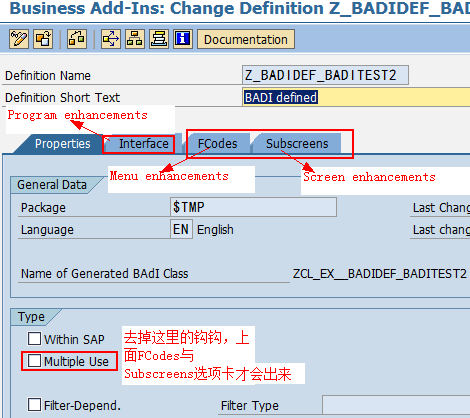 Business Add-Ins: Change Definition Z_BADIDEF_BAD
Documentation
Definition Name Z_BADIDEF_BADITEST2
Definition Short Text BADI defined
Program enhancements
Properties Interface FCodes Subscreens
Menu enhancements Screen enhancements
General Data
Package $TMP Last Chang
Language EN English Last change
Name of Generated BAdI Class ZCL_EX__BADIDEF_BADITEST2
Type
Within SAP
Multiple Use
去掉这里的钩钩，上
面FCodes与
Subscreens选项卡才会出来
Filter-Depend. Filter Type